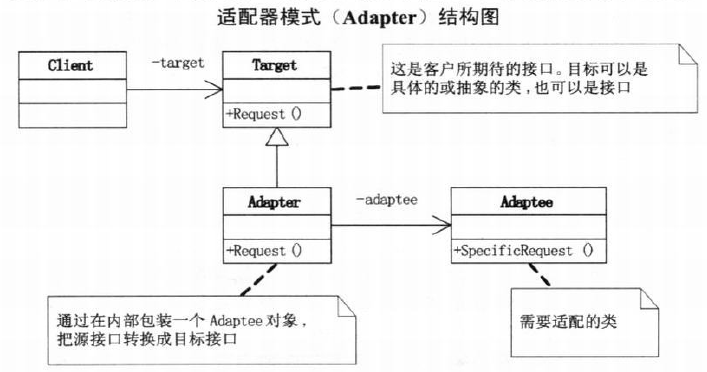 适配器模式（Adapter）结构图
Client
-target
Target
+Request()
这是客户所期待的接口。目标可以是
具体的或抽象的类,也可以是接口
Adapter
+Request()
-adaptee
Adaptee
+SpecificRequest()
通过在内部包装一个Adaptee对象,
把源接口转换成目标接口
需要适配的类